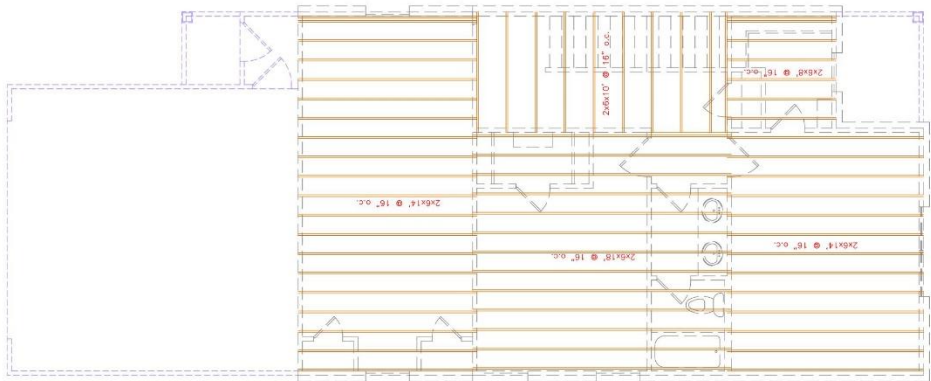 2x6x10' @ 16" o.c.
2x6x8' @ 16" o.c.
2x6x14' @ 16" o.c.
2x6x14' @ 16" o.c.
2x6x18' @ 16" o.c.